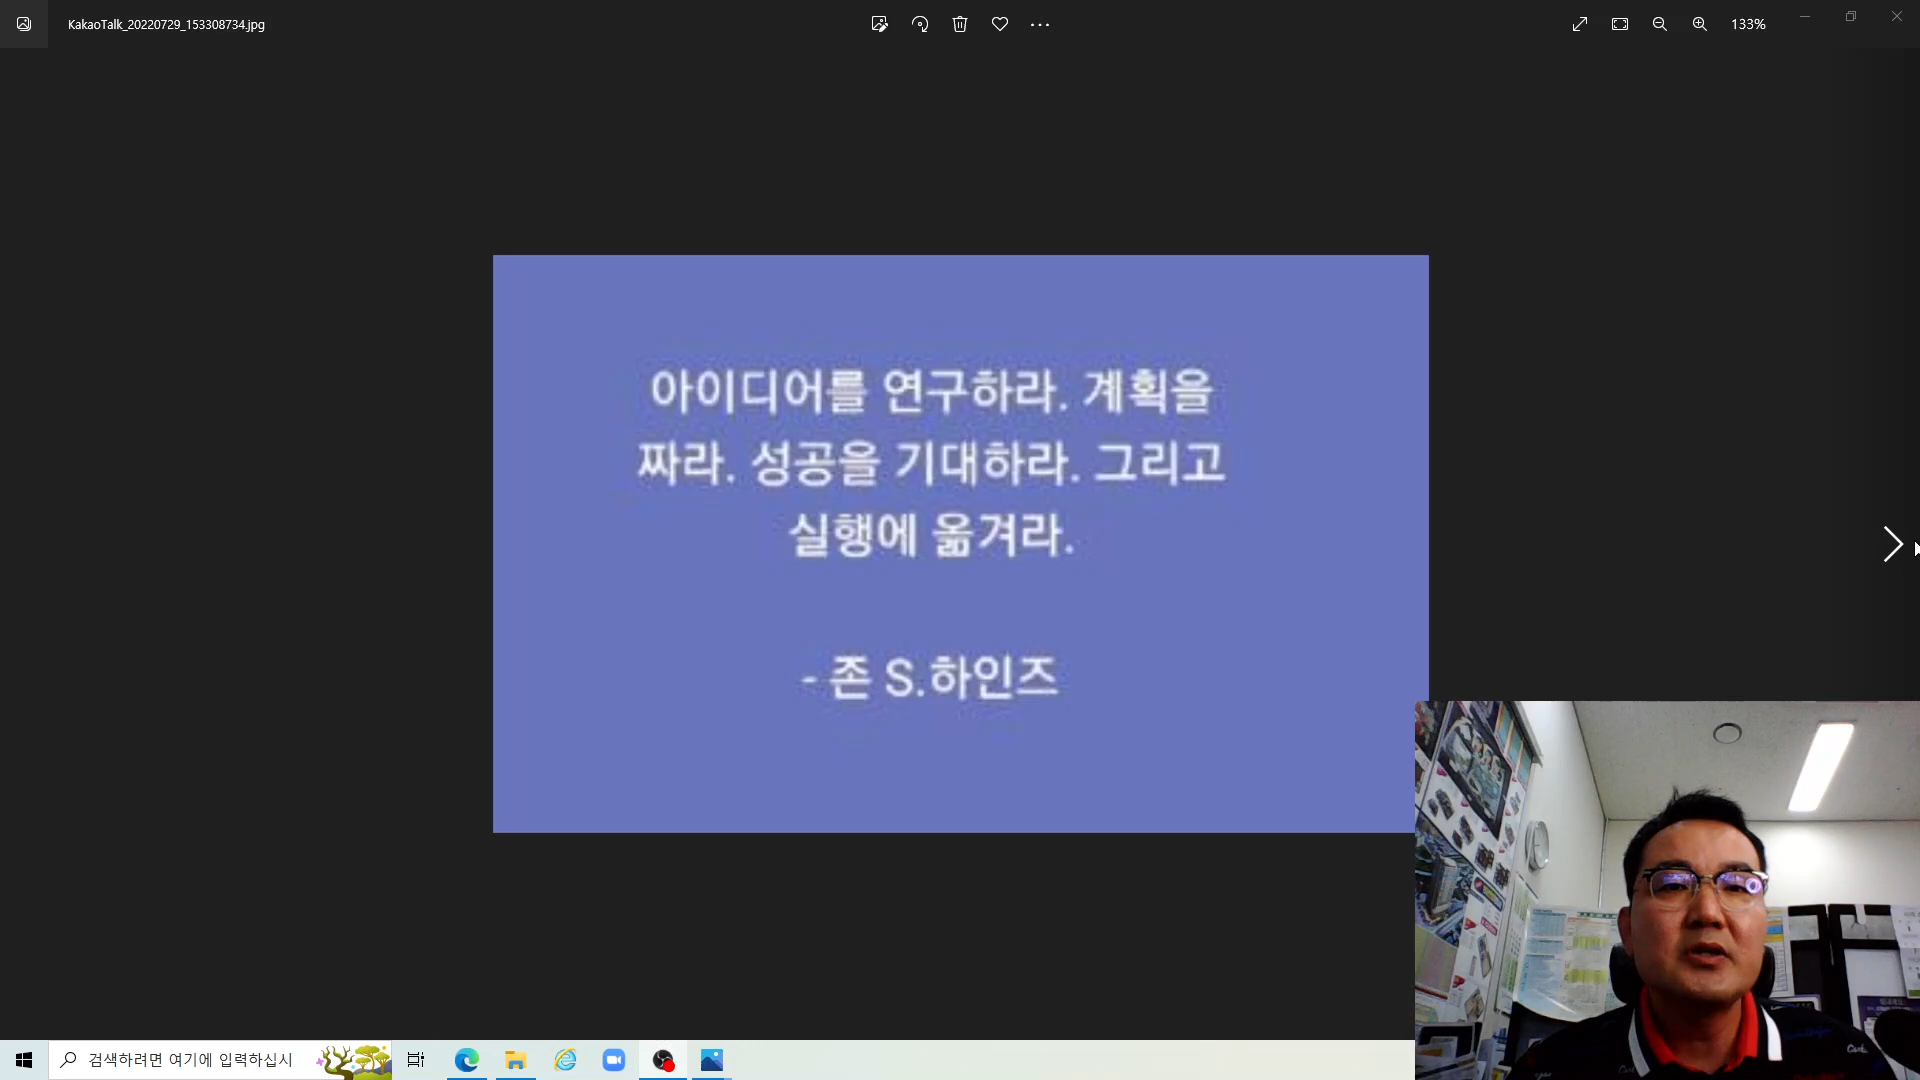 KakaoTalk_20220729_153308734.jpg
133%
아이디어를 연구하라. 계획을
짜라. 성공을 기대하라. 그리고
실행에 옮겨라.
- 존 S.하인즈
검색하려면 여기에 입력하십시